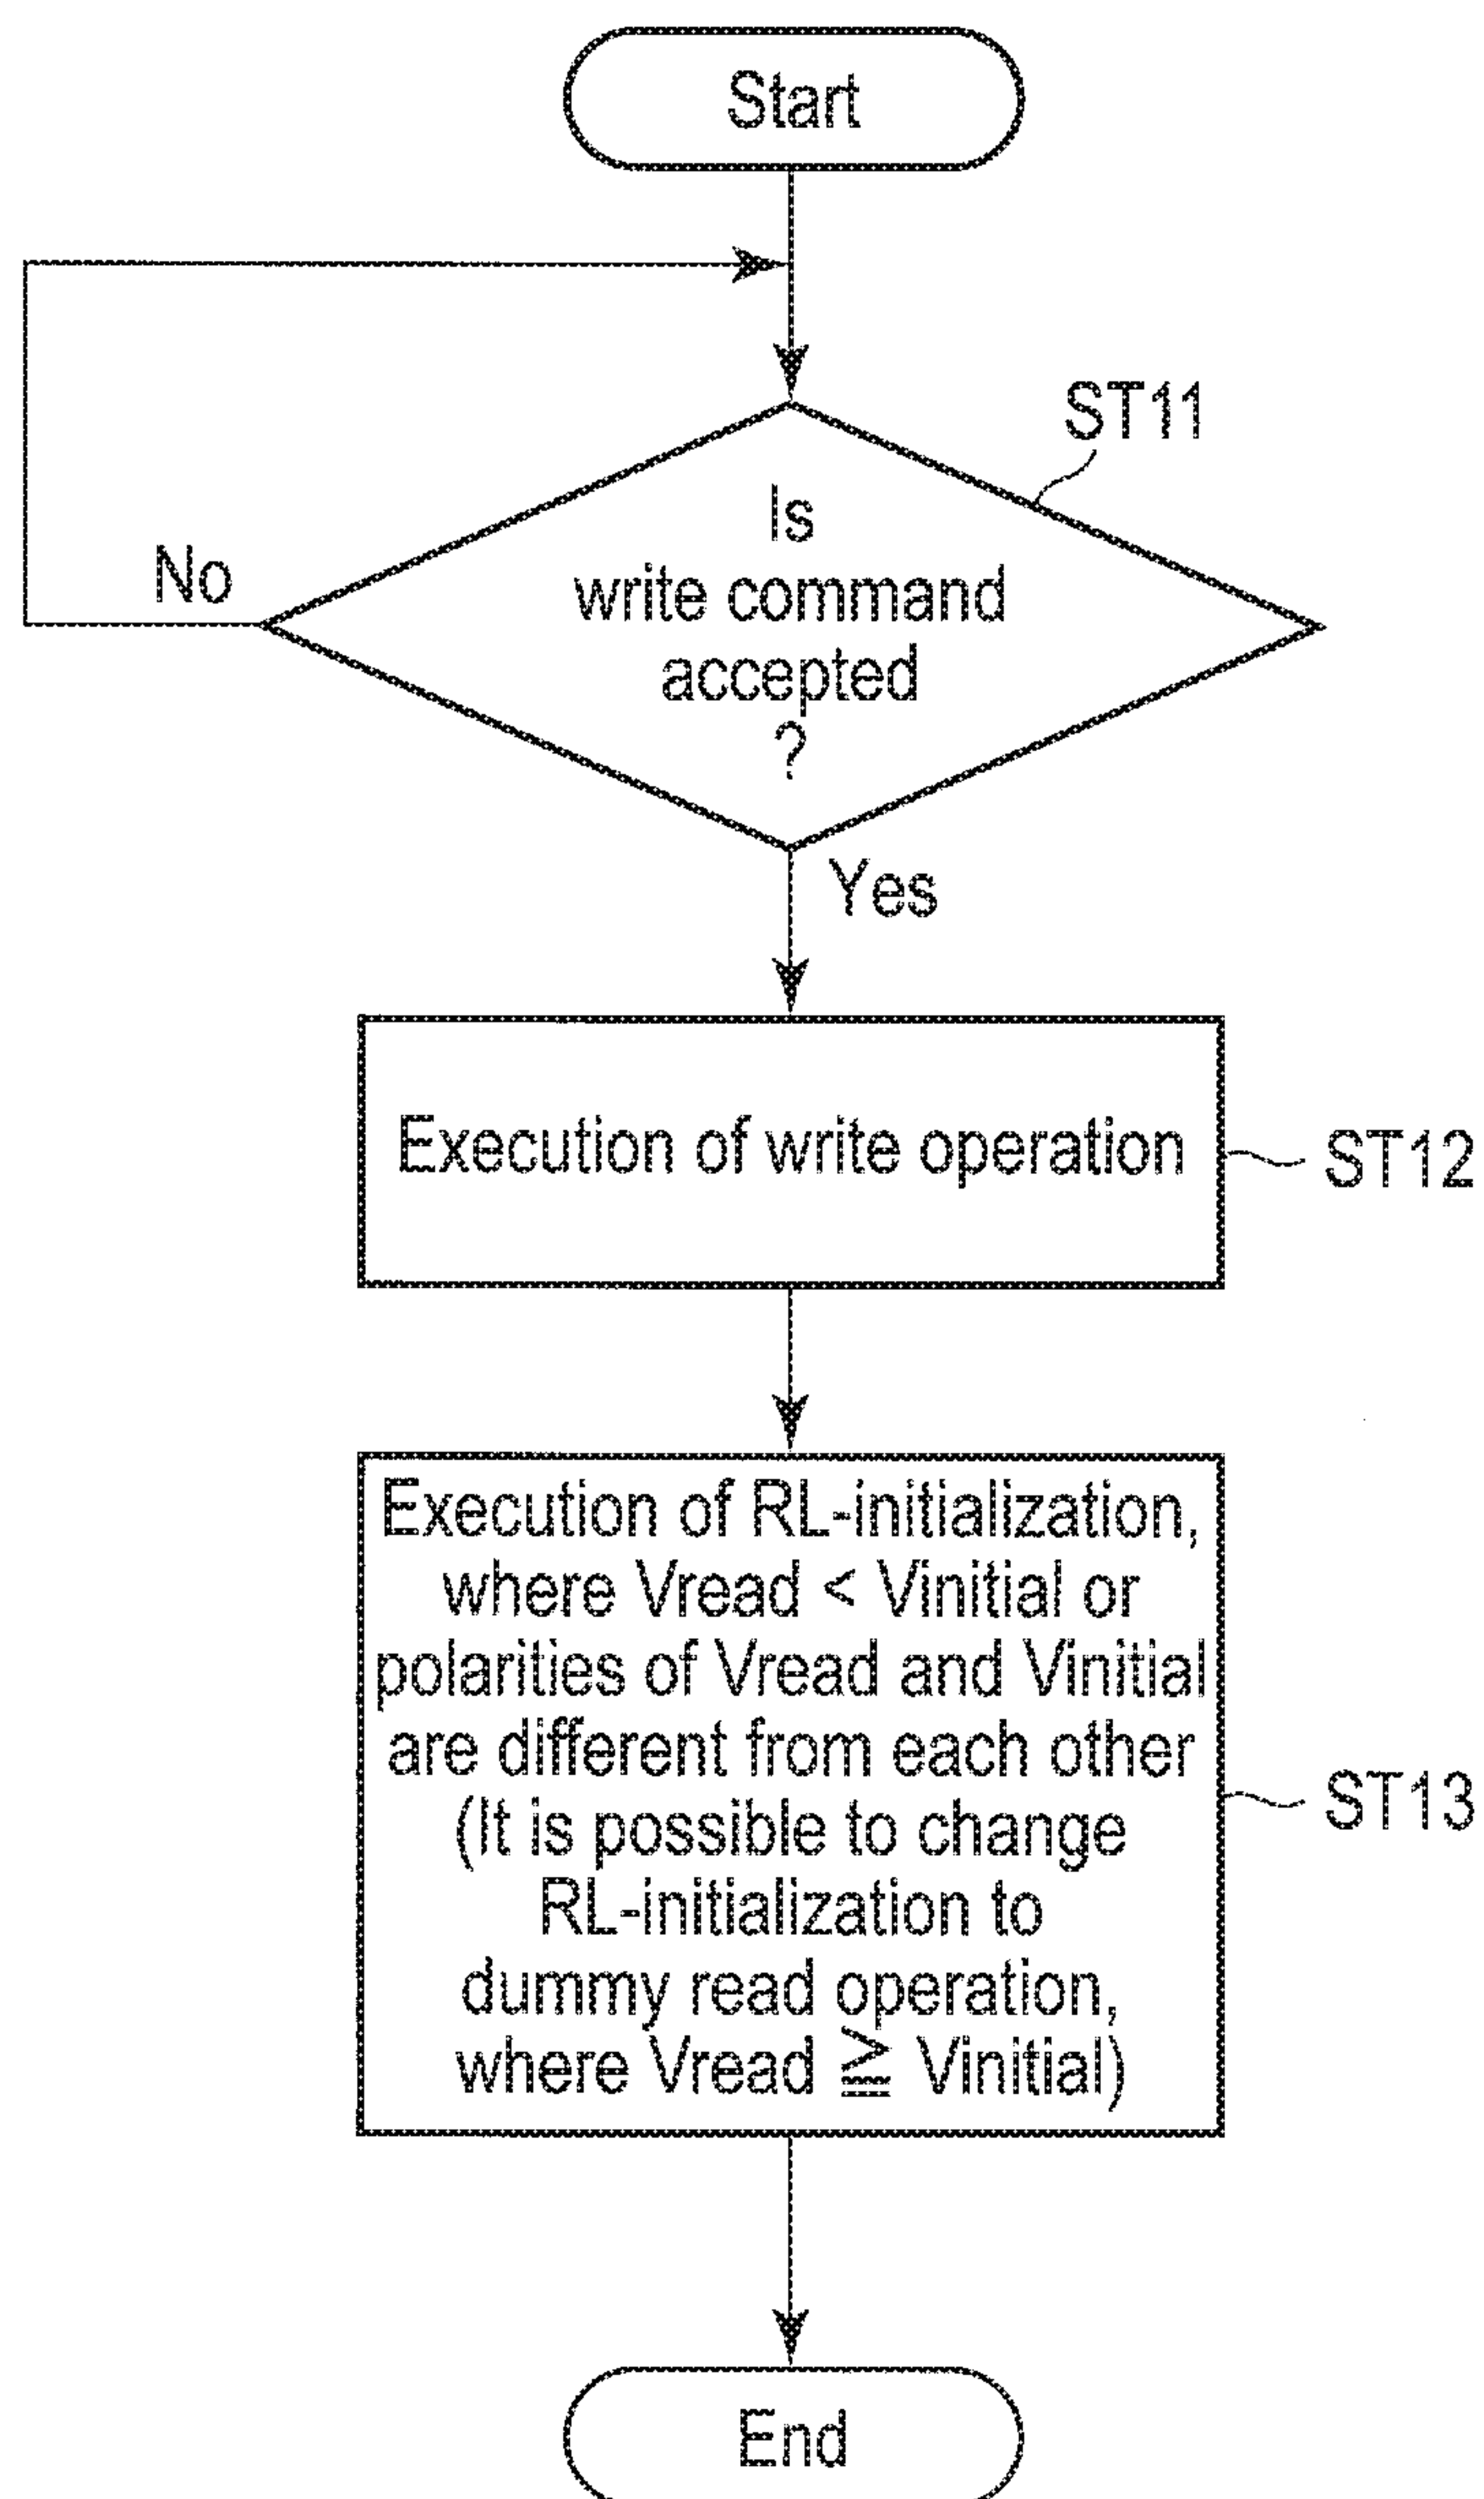 Start
ST11
Is
write command
accepted
?
No
Yes
Execution of write operation
ST12
Execution of RL-initialization,
where Vread < Vinitial or
polarities of Vread and Vinitial
are different from each other
(It is possible to change
RL-initialization to
dummy read operation,
where Vread ≧ Vinitial)
ST13
End